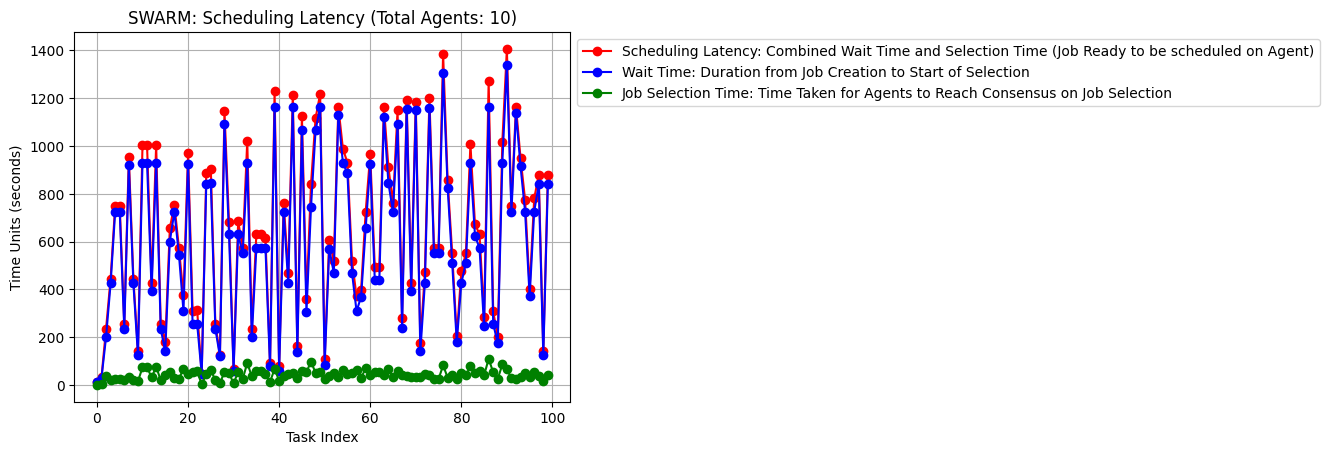 SWARM: Scheduling Latency (Total Agents: 10)
Scheduling Latency: Combined Wait Time and Selection Time (Job Ready to be scheduled on Agent)
Wait Time: Duration from Job Creation to Start of Selection
Job Selection Time: Time Taken for Agents to Reach Consensus on Job Selection
Time Units (seconds)
1400
1200
1000
800
600
400
200
0
0 20 40 60 80 100
Task Index